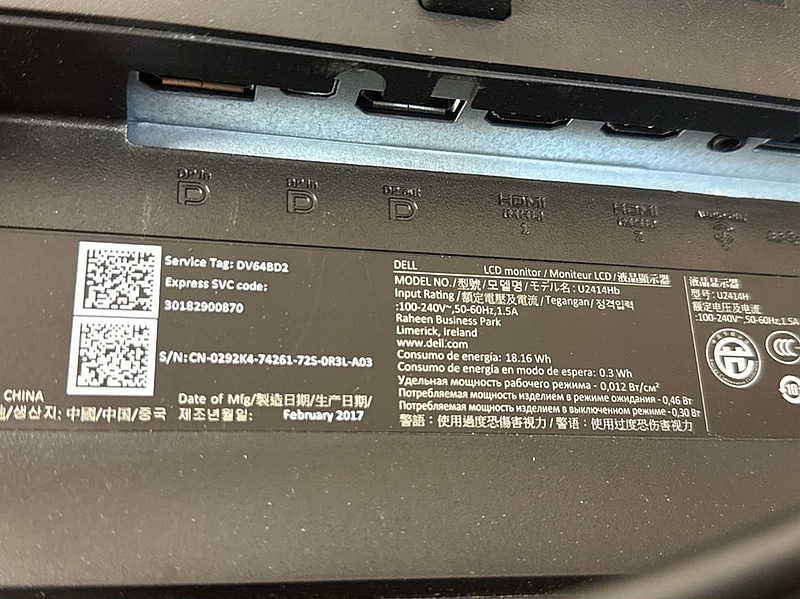 DP in
DP in
DP out
HDMI
(MHL)
1
HDMI
(MHL)
2
Service Tag: DV64BD2
Express SVC code:
30182900870
S/N: CN-0292K4-74261-72S-0R3L-A03
CHINA
/생산지: 中國/中国/중국
Date of Mfg/製造日期/生产日期/
제조년월일: February 2017
DELL LCD monitor / Moniteur LCD / 液晶顯示器
MODEL NO./型號/모델명/モデル名: U2414Hb
Input Rating/額定電壓及電流/Tegangan/정격입력
:100-240V~,50-60Hz,1.5A
Raheen Business Park
Limerick, Ireland
www.dell.com
Consumo de energia: 18.16 Wh
Consumo de energía en modo de espera: 0.3 Wh
Удельная мощность рабочего режима - 0,012 Вт/см²
Потребляемая мощность изделием в режиме ожидания - 0,46 Вт
Потребляемая мощность изделием в выключенном режиме - 0,30 Вт
警語：使用過度恐傷害視力 / 警语：使用过度恐伤害视力
液晶显示器
型号: U2414H
额定电压及电流
:100-240V~,50-60Hz,1.5A
10